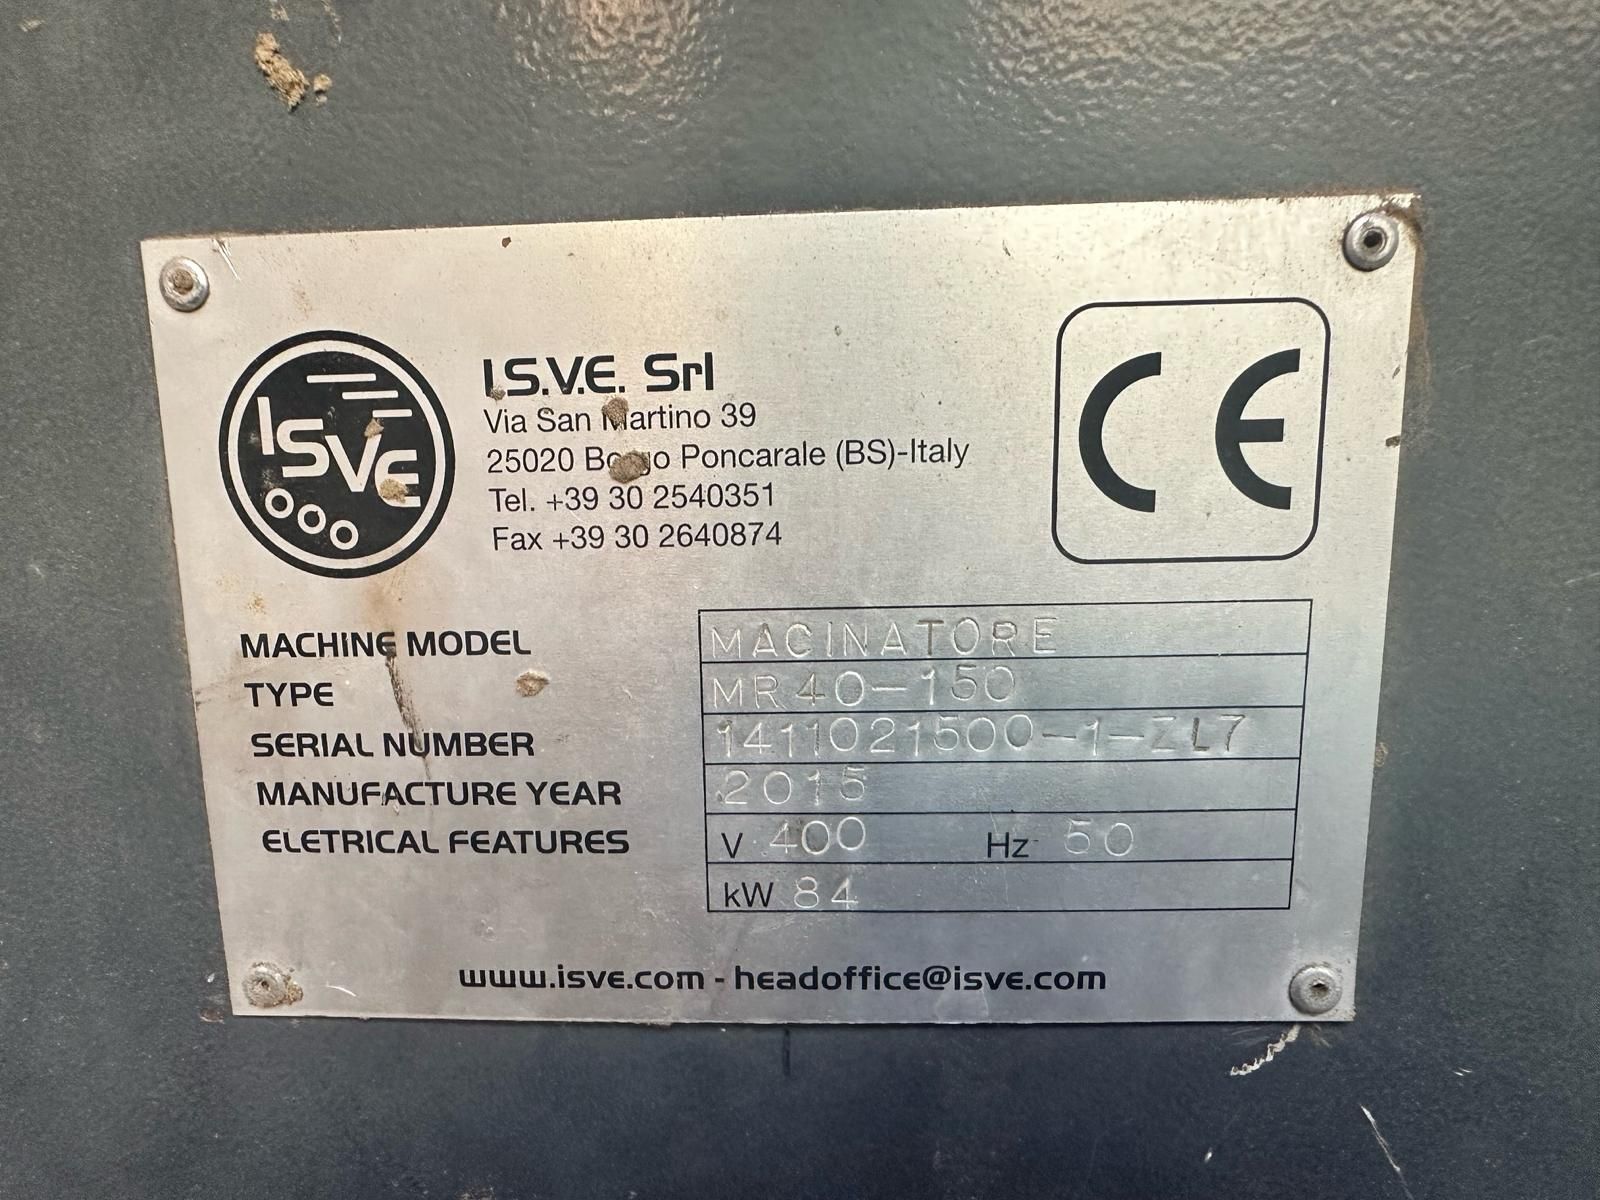 ISVE
I.S.V.E. Srl
Via San Martino 39
25020 Borgo Poncarale (BS)-Italy
Tel. +39 30 2540351
Fax +39 30 2640874
CE
MACHINE MODEL MACINATORE
TYPE MR40-150
SERIAL NUMBER 1411021500-1-ZL7
MANUFACTURE YEAR 2015
ELETRICAL FEATURES V 400 Hz 50
kW 84
www.isve.com - headoffice@isve.com